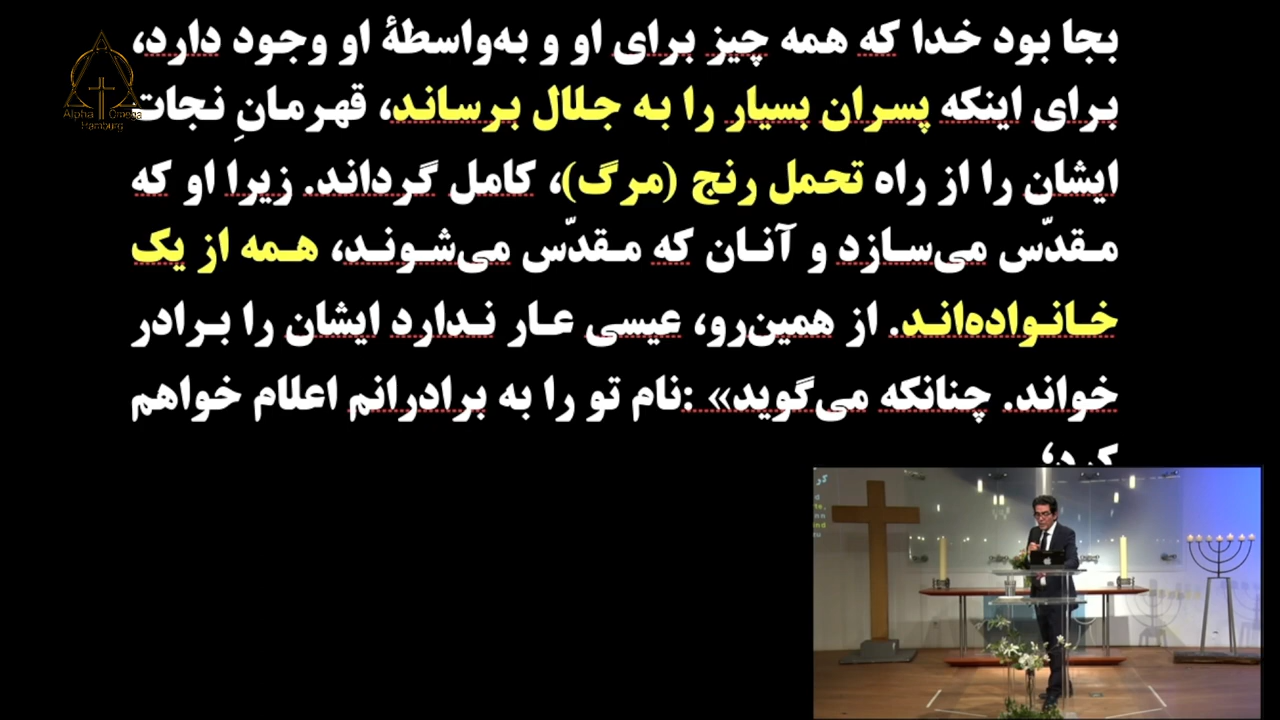 بجا بود خدا که همه چیز برای او و به‌واسطهٔ او وجود دارد،
برای اینکه پسران بسیار را به جلال برساند، قهرمانِ نجات
ایشان را از راه تحمل رنج (مرگ)، کامل گرداند. زیرا او که
مقدّس می‌سازد و آنان که مقدّس می‌شوند، همه از یک
خانواده‌اند. از همین‌رو، عیسی عار ندارد ایشان را برادر
خواند. چنانکه می‌گوید» :نام تو را به برادرانم اعلام خواهم
Alpha Omega
Hamburg